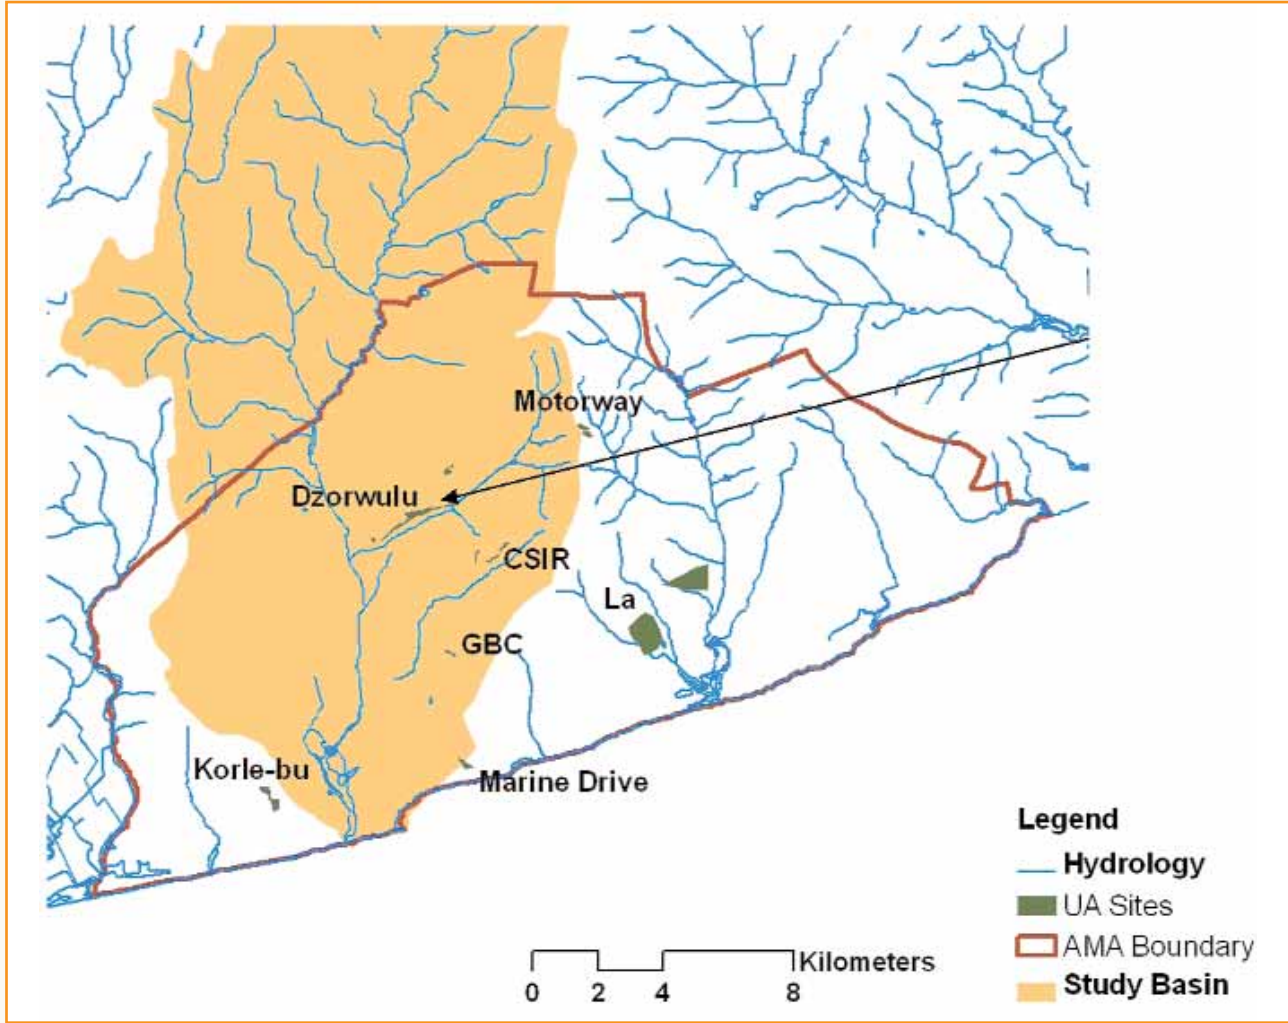 Motorway
Dzorwulu
CSIR
La
GBC
Korle-bu
Marine Drive
Legend
Hydrology
UA Sites
AMA Boundary
Study Basin
Kilometers
0 2 4 8